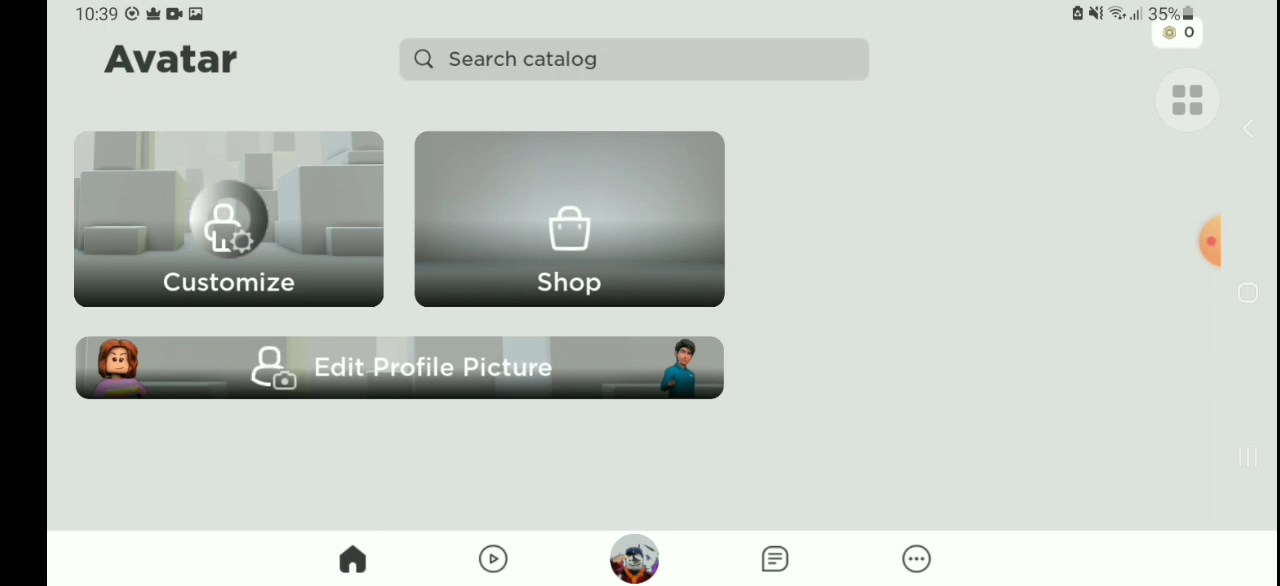 10:39
35%
0
Avatar
Search catalog
Customize
Shop
Edit Profile Picture